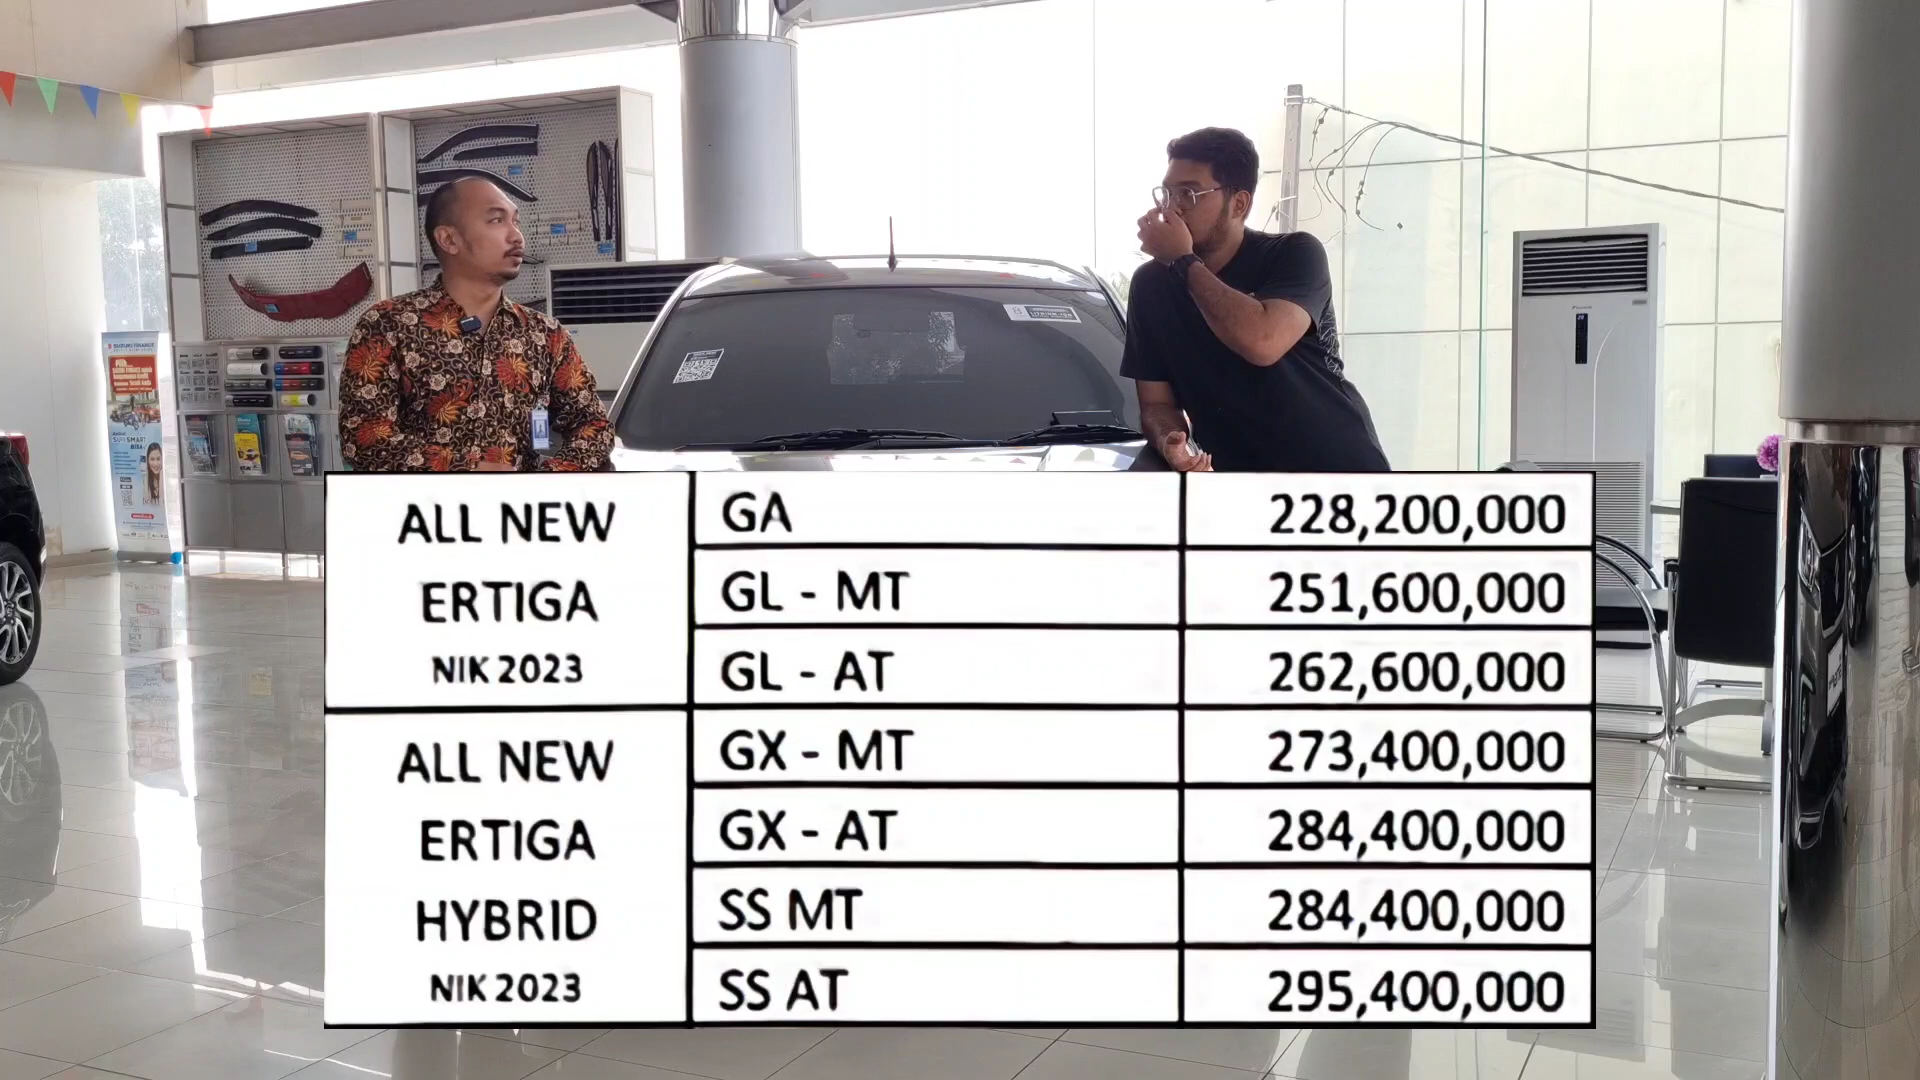 SUZUKI FINANCE
ALL NEW
ERTIGA
NIK 2023
GA
228,200,000
GL - MT
251,600,000
GL - AT
262,600,000
ALL NEW
ERTIGA
HYBRID
NIK 2023
GX - MT
273,400,000
GX - AT
284,400,000
SS MT
284,400,000
SS AT
295,400,000